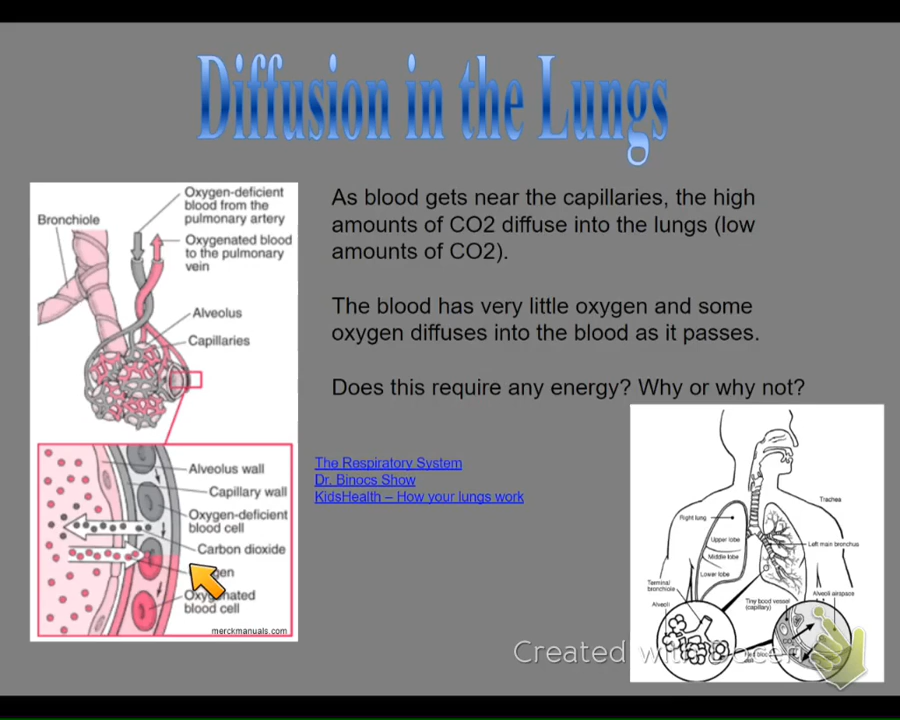 Diffusion in the Lungs
Oxygen-deficient
blood from the
pulmonary artery
Bronchiole
Oxygenated blood
to the pulmonary
vein
Alveolus
Capillaries
Alveolus wall
Capillary wall
Oxygen-deficient
blood cell
Carbon dioxide
blood cell
merckmanuals.com
As blood gets near the capillaries, the high
amounts of CO2 diffuse into the lungs (low
amounts of CO2).
The blood has very little oxygen and some
oxygen diffuses into the blood as it passes.
Does this require any energy? Why or why not?
The Respiratory System
Dr. Binocs Show
KidsHealth – How your lungs work
Trachea
Right lung
Upper lobe
Middle lobe
Lower lobe
Left main bronchus
Terminal
bronchiole
Alveoli
Tiny blood vessel
(capillary)
Alveoli airspace
Created with